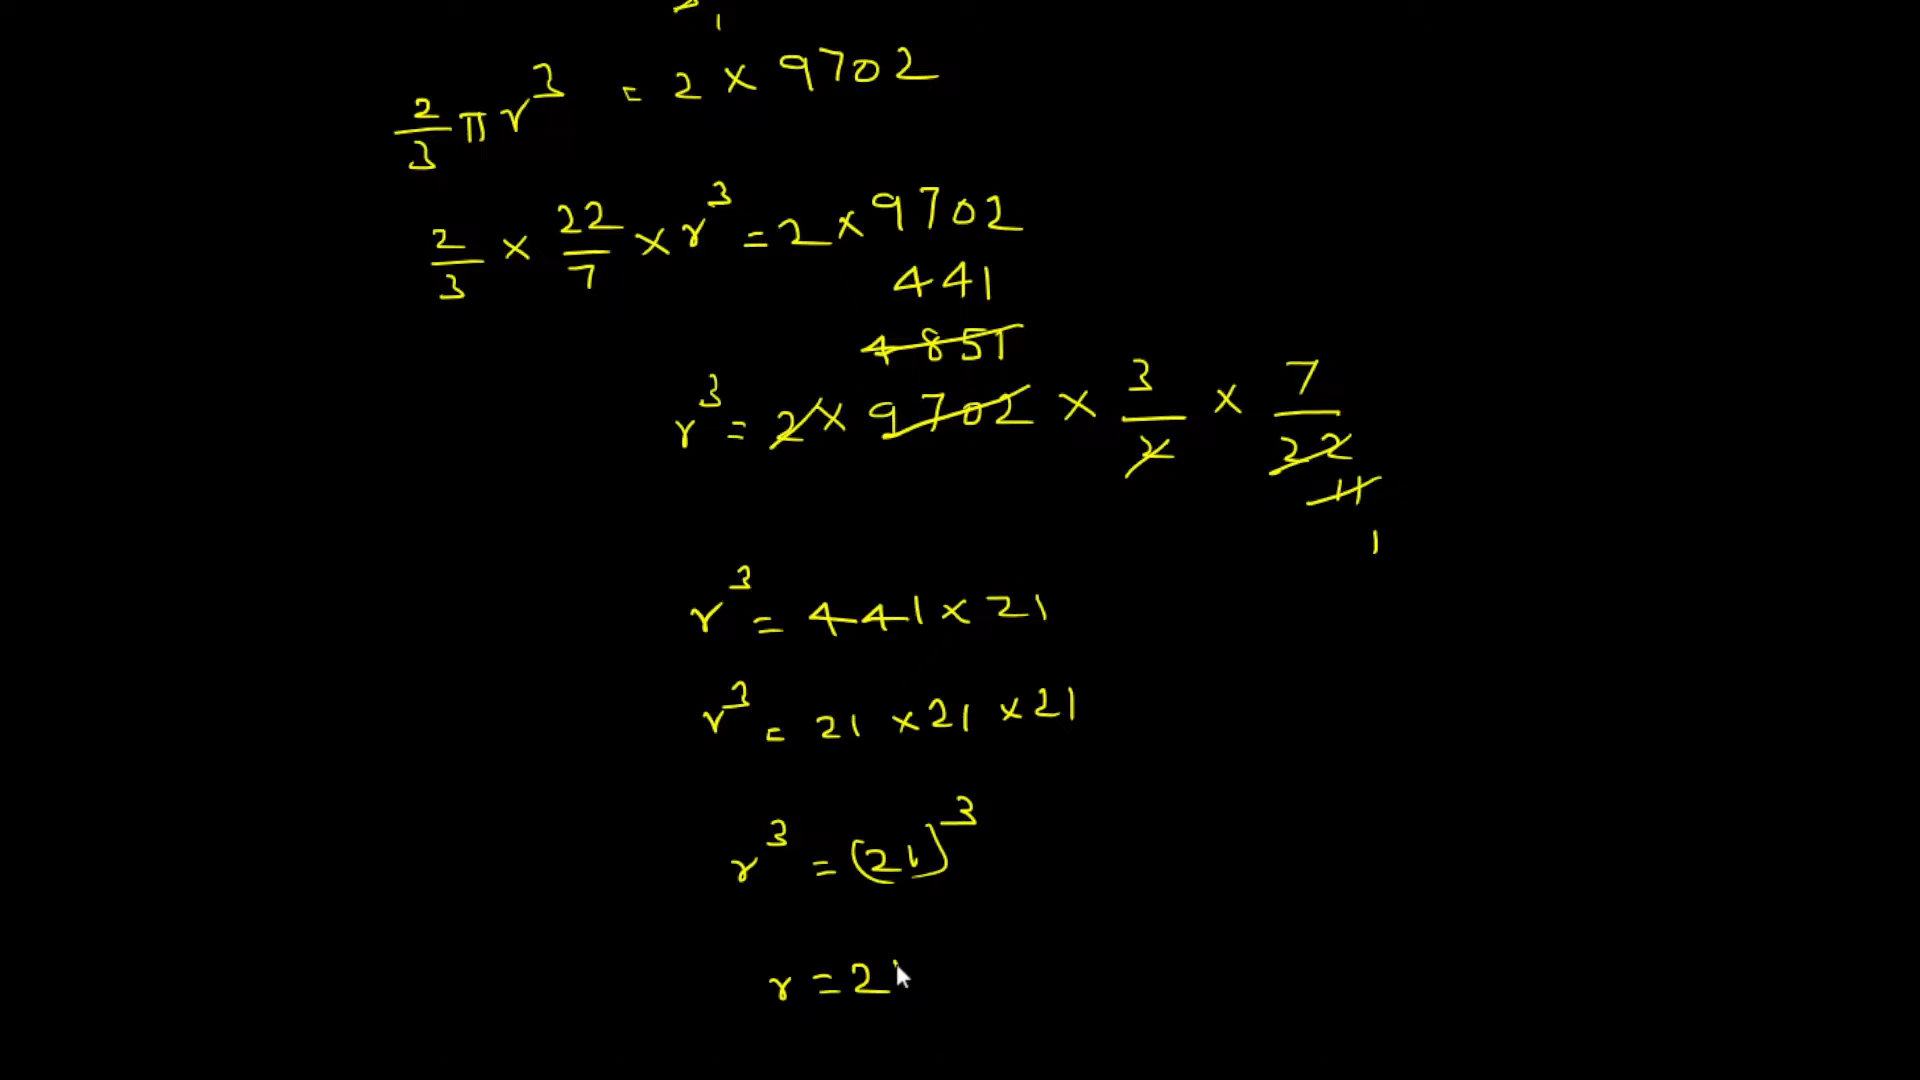 1
2/3 π r³ = 2 × 9702
2/3 × 22/7 × r³ = 2 × 9702
441
4851
r³ = 2 × 9702 × 3/2 × 7/22
11
1
r³ = 441 × 21
r³ = 21 × 21 × 21
r³ = (21)³
r = 21